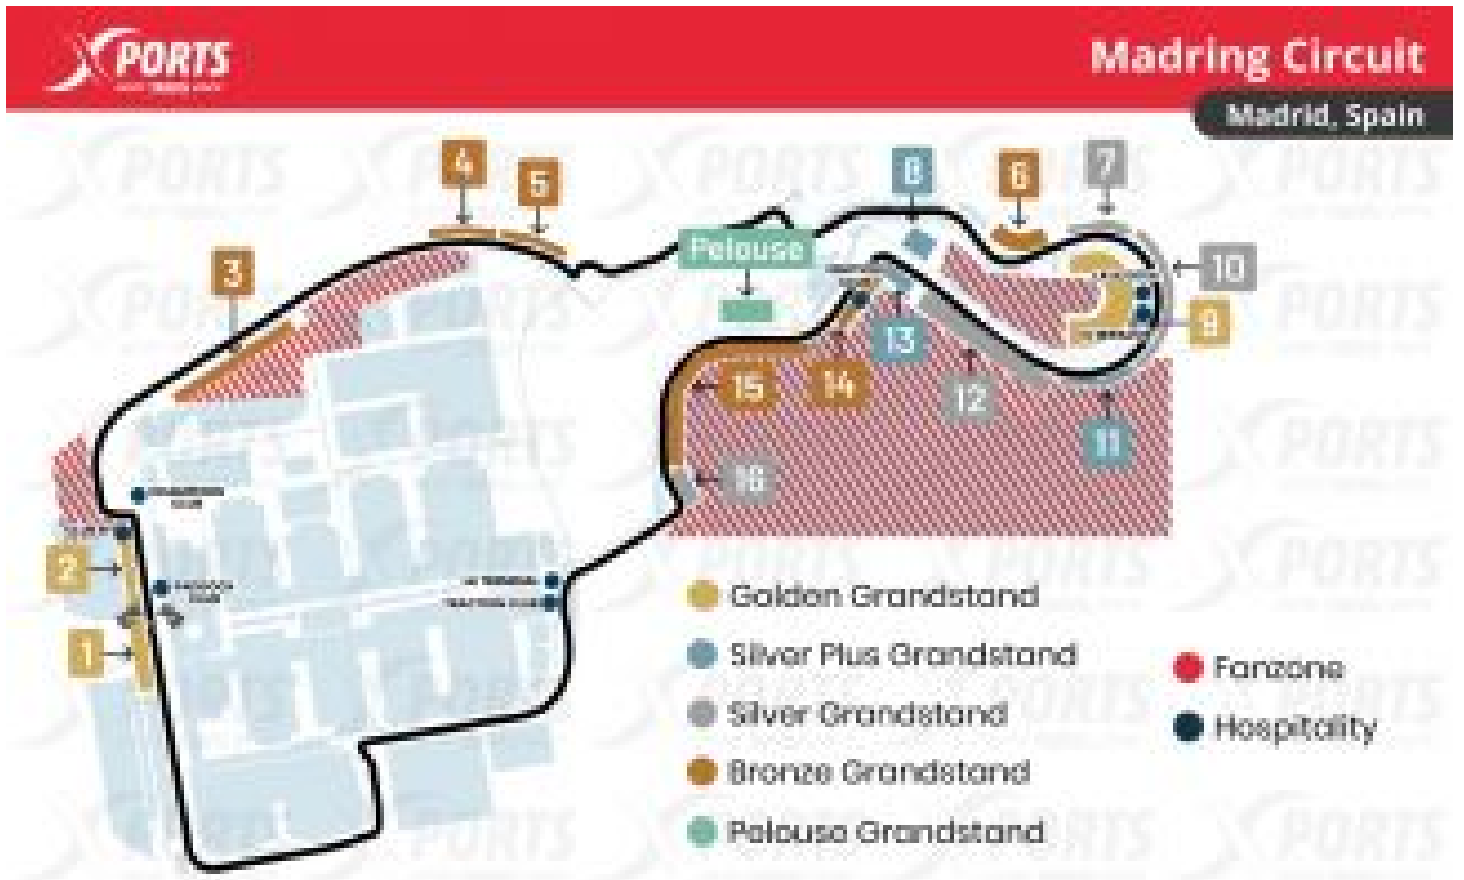 XPORTS
Madring Circuit
Madrid, Spain
4
5
8
6
7
3
Pelouse
10
9
13
15
14
12
11
16
2
1
Golden Grandstand
Silver Plus Grandstand
Silver Grandstand
Bronze Grandstand
Pelouse Grandstand
Fanzone
Hospitality